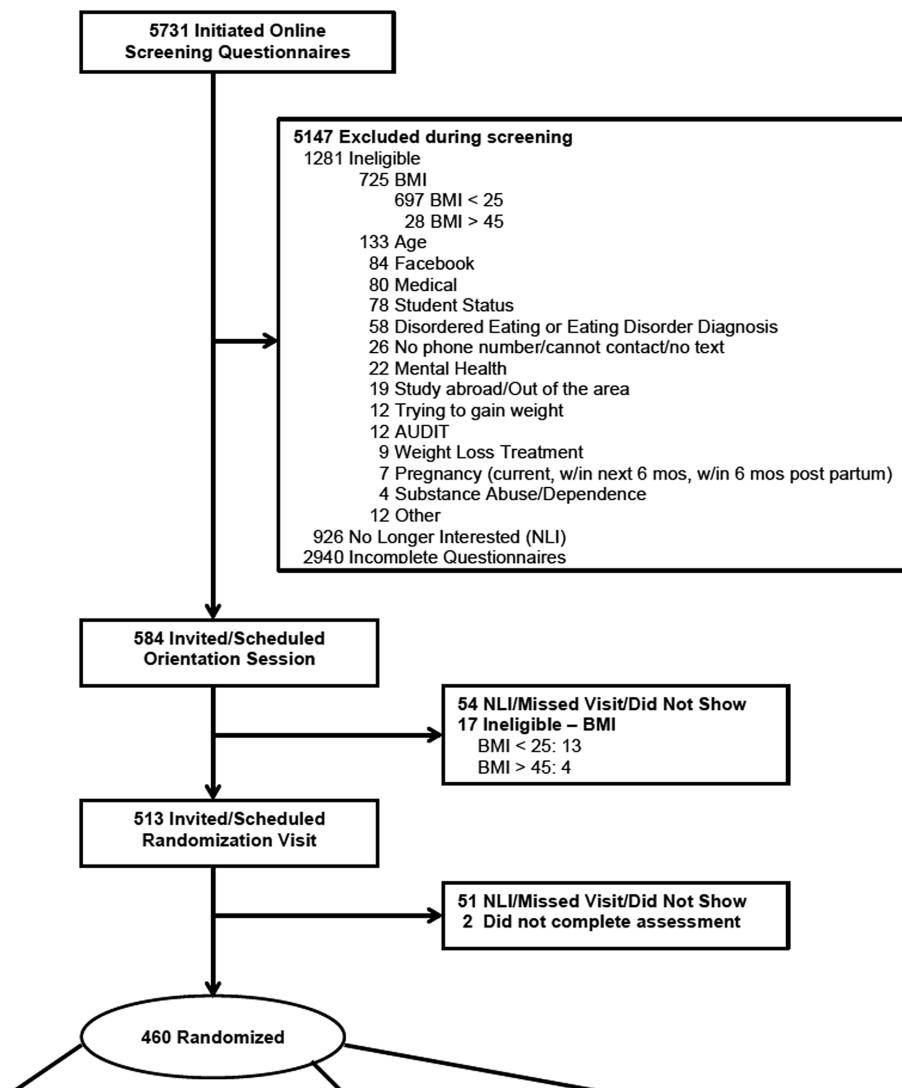 5731 Initiated Online
Screening Questionnaires
5147 Excluded during screening
1281 Ineligible
725 BMI
697 BMI < 25
28 BMI > 45
133 Age
84 Facebook
80 Medical
78 Student Status
58 Disordered Eating or Eating Disorder Diagnosis
26 No phone number/cannot contact/no text
22 Mental Health
19 Study abroad/Out of the area
12 Trying to gain weight
12 AUDIT
9 Weight Loss Treatment
7 Pregnancy (current, w/in next 6 mos, w/in 6 mos post partum)
4 Substance Abuse/Dependence
12 Other
926 No Longer Interested (NLI)
2940 Incomplete Questionnaires
584 Invited/Scheduled
Orientation Session
54 NLI/Missed Visit/Did Not Show
17 Ineligible – BMI
BMI < 25: 13
BMI > 45: 4
513 Invited/Scheduled
Randomization Visit
51 NLI/Missed Visit/Did Not Show
2 Did not complete assessment
460 Randomized